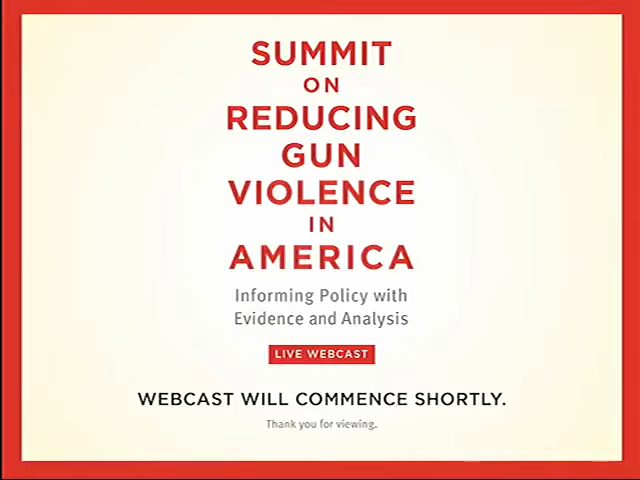 SUMMIT
ON
REDUCING
GUN
VIOLENCE
IN
AMERICA
Informing Policy with
Evidence and Analysis
LIVE WEBCAST
WEBCAST WILL COMMENCE SHORTLY.
Thank you for viewing.